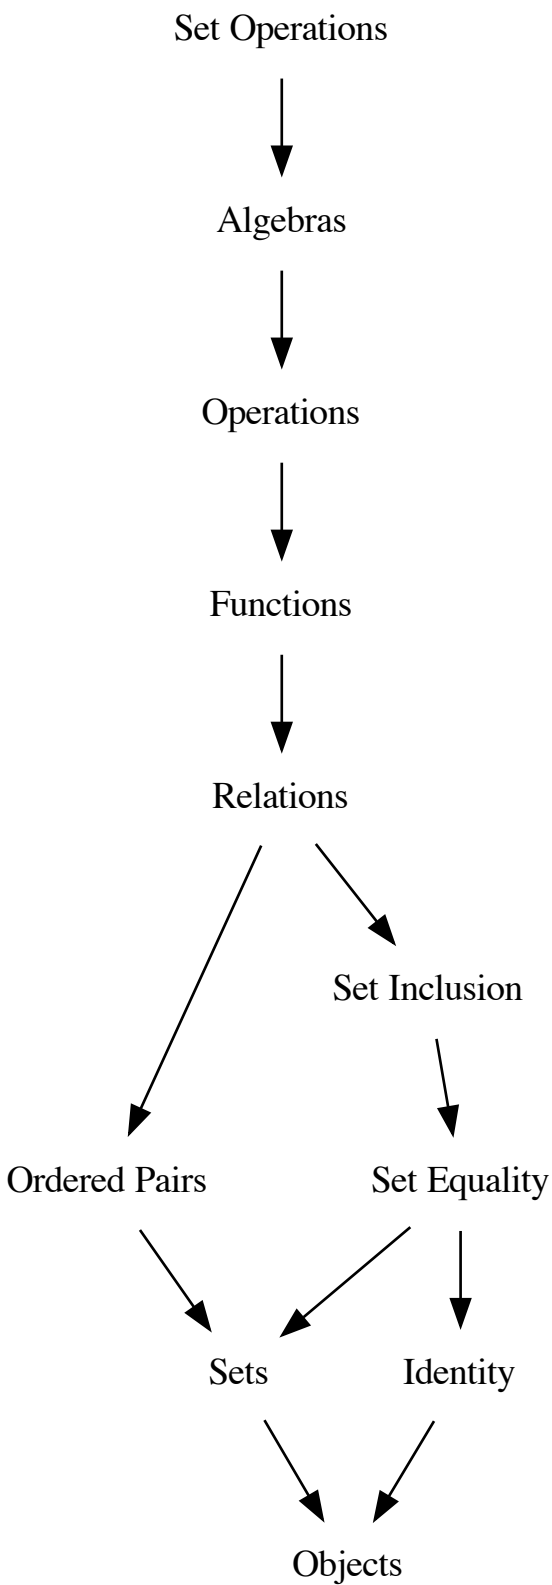 Set Operations
Algebras
Operations
Functions
Relations
Set Inclusion
Ordered Pairs
Set Equality
Sets
Identity
Objects